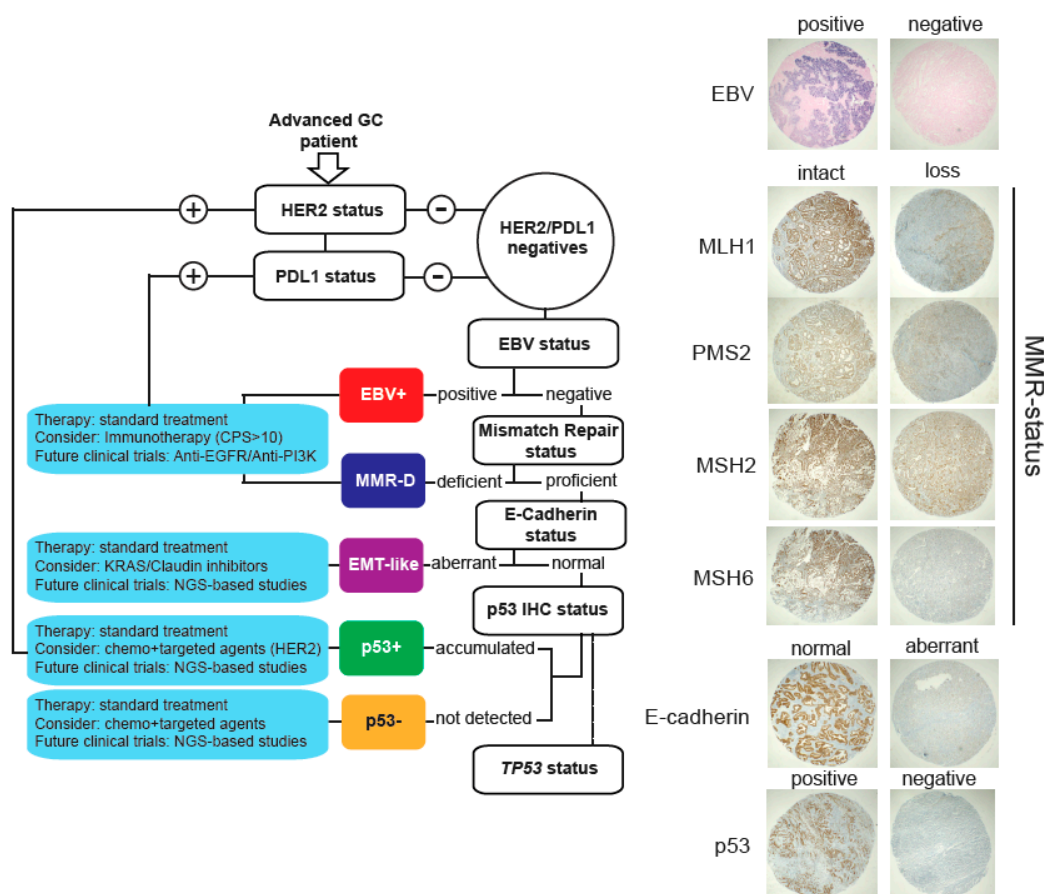 Advanced GC
patient
+
HER2 status
-
HER2/PDL1
negatives
+
PDL1 status
-
EBV status
EBV+
positive
negative
Therapy: standard treatment
Consider: Immunotherapy (CPS>10)
Future clinical trials: Anti-EGFR/Anti-PI3K
Mismatch Repair
status
MMR-D
deficient
proficient
E-Cadherin
status
Therapy: standard treatment
Consider: KRAS/Claudin inhibitors
Future clinical trials: NGS-based studies
EMT-like
aberrant
normal
p53 IHC status
Therapy: standard treatment
Consider: chemo+targeted agents (HER2)
Future clinical trials: NGS-based studies
p53+
accumulated
Therapy: standard treatment
Consider: chemo+targeted agents
Future clinical trials: NGS-based studies
p53-
not detected
TP53 status
positive
negative
EBV
intact
loss
MLH1
PMS2
MSH2
MSH6
MMR-status
normal
aberrant
E-cadherin
positive
negative
p53